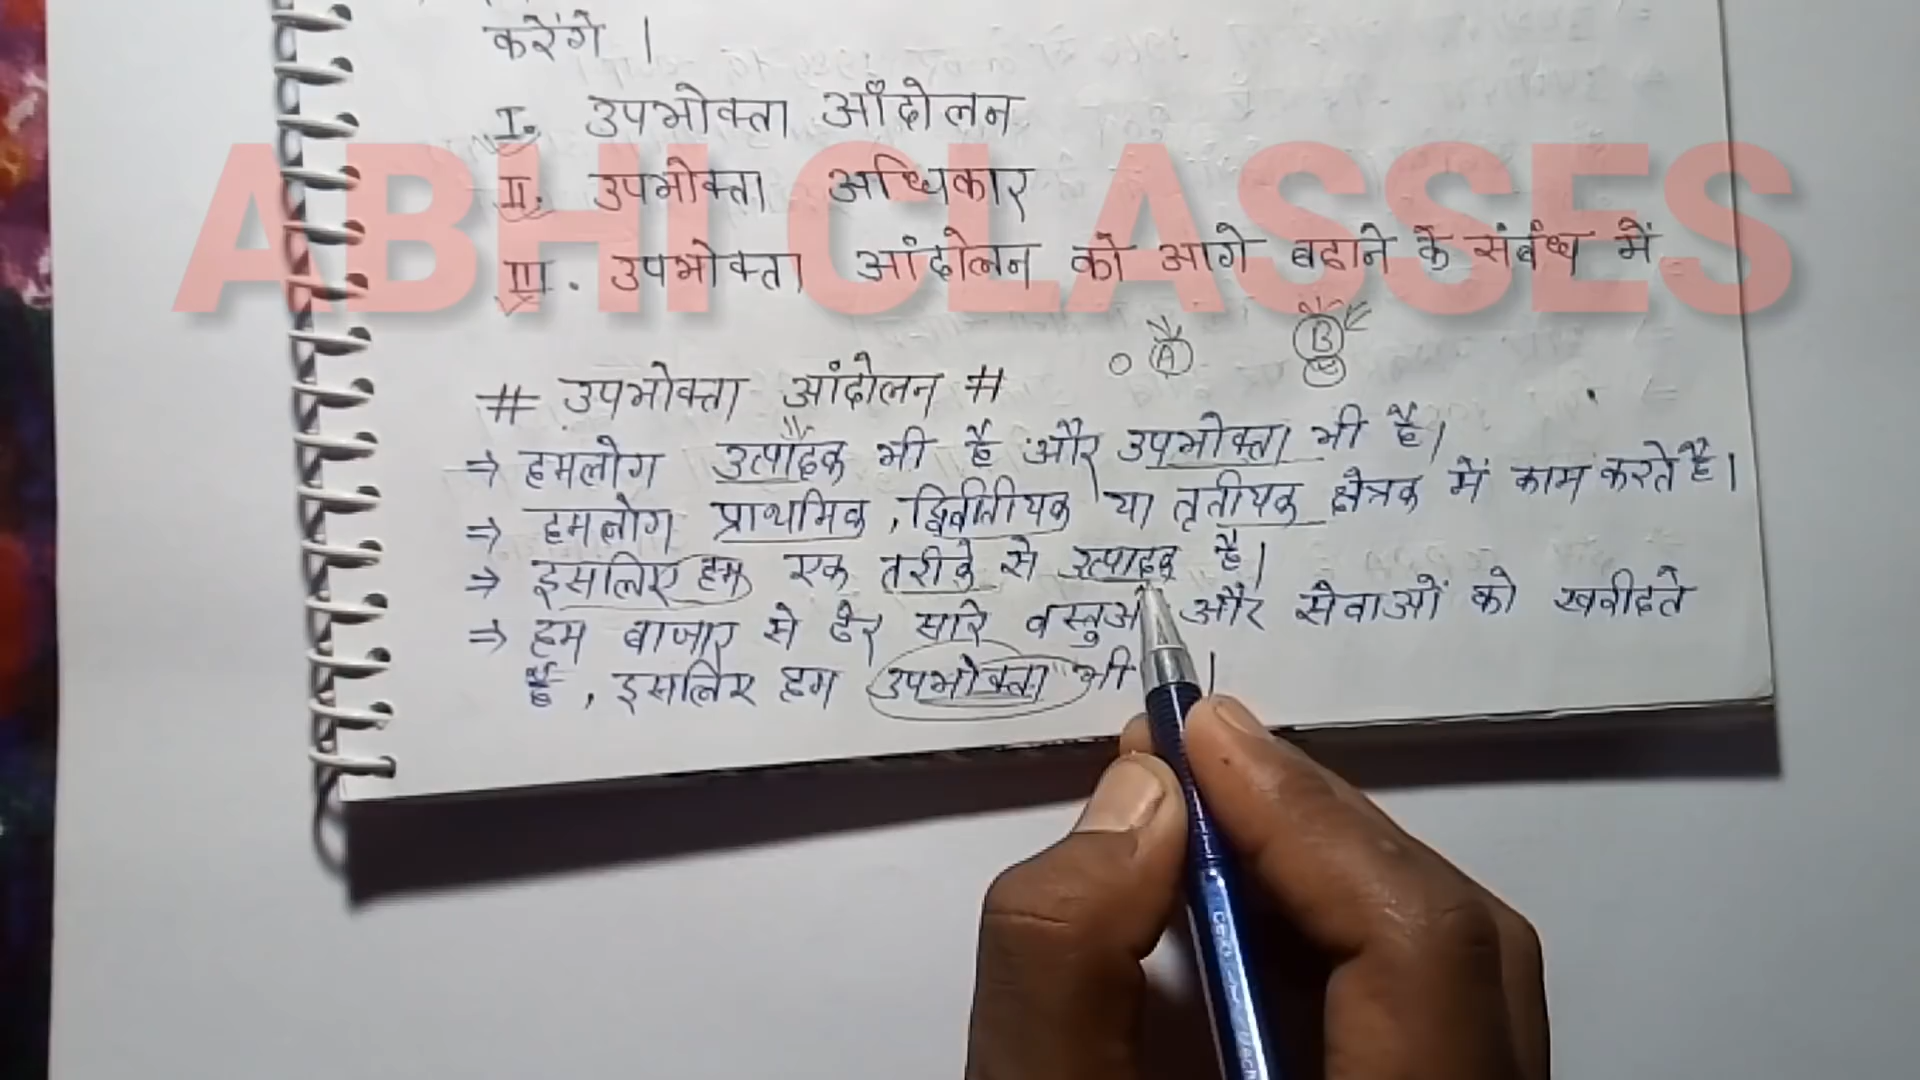 करेंगे ।
I. उपभोक्ता आँदोलन
II. उपभोक्ता अधिकार
III. उपभोक्ता आंदोलन को आगे बढाने के संबंध में
ABHI CLASSES
A B
# उपभोक्ता आंदोलन #
⇒ हमलोग उत्पादक भी है और उपभोक्ता भी है।
⇒ हमलोग प्राथमिक, द्वितीयक या तृतीयक क्षेत्रक में काम करते है।
⇒ इसलिए हम एक तरीके से उत्पादक है।
⇒ हम बाजार से ढेर सारे वस्तुओ और सेवाओं को खरीदते
है, इसलिए हम उपभोक्ता भी ।